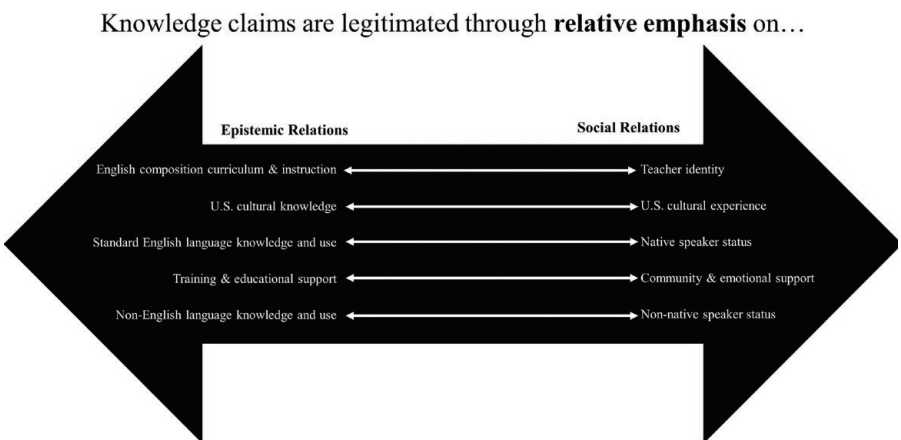 Knowledge claims are legitimated through relative emphasis on…
Epistemic Relations
Social Relations
English composition curriculum & instruction
Teacher identity
U.S. cultural knowledge
U.S. cultural experience
Standard English language knowledge and use
Native speaker status
Training & educational support
Community & emotional support
Non-English language knowledge and use
Non-native speaker status